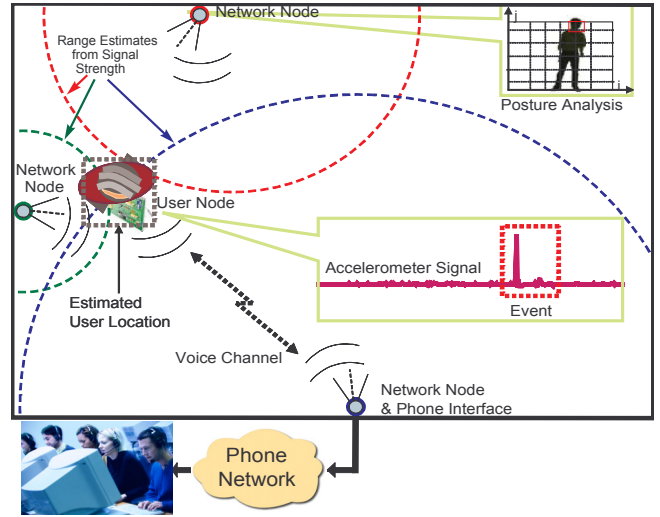 Network Node
Range Estimates
from Signal
Strength
j
i
Posture Analysis
Network
Node
User Node
Accelerometer Signal
Event
Estimated
User Location
Voice Channel
Network Node
& Phone Interface
Phone
Network